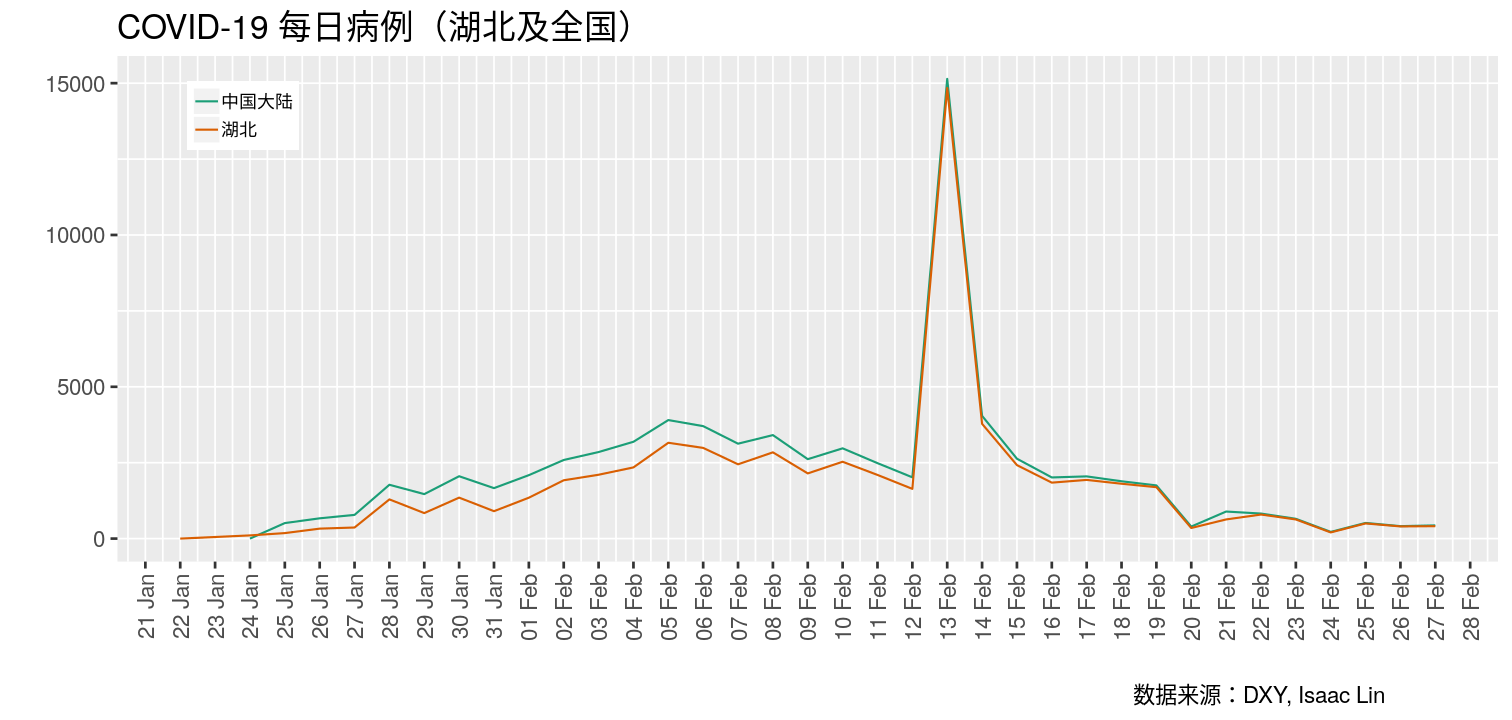 COVID-19 每日病例（湖北及全国）
15000
10000
5000
0
中国大陆
湖北
21 Jan
22 Jan
23 Jan
24 Jan
25 Jan
26 Jan
27 Jan
28 Jan
29 Jan
30 Jan
31 Jan
01 Feb
02 Feb
03 Feb
04 Feb
05 Feb
06 Feb
07 Feb
08 Feb
09 Feb
10 Feb
11 Feb
12 Feb
13 Feb
14 Feb
15 Feb
16 Feb
17 Feb
18 Feb
19 Feb
20 Feb
21 Feb
22 Feb
23 Feb
24 Feb
25 Feb
26 Feb
27 Feb
28 Feb
数据来源：DXY, Isaac Lin